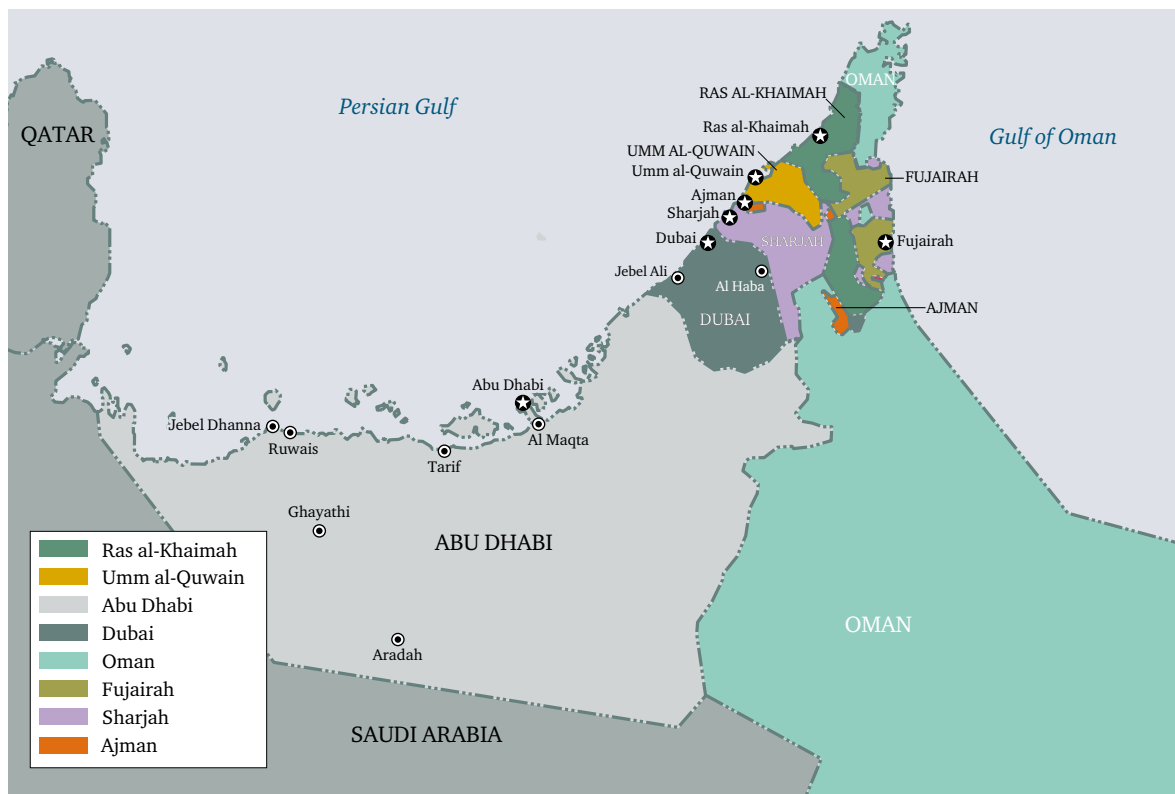 OMAN
RAS AL-KHAIMAH
Persian Gulf
QATAR
Ras al-Khaimah
Gulf of Oman
UMM AL-QUWAIN
Umm al-Quwain
FUJAIRAH
Ajman
Sharjah
Dubai
SHARJAH
Fujairah
Jebel Ali
Al Haba
AJMAN
DUBAI
Abu Dhabi
Jebel Dhanna
Al Maqta
Ruwais
Tarif
Ghayathi
ABU DHABI
OMAN
Aradah
SAUDI ARABIA
Ras al-Khaimah
Umm al-Quwain
Abu Dhabi
Dubai
Oman
Fujairah
Sharjah
Ajman